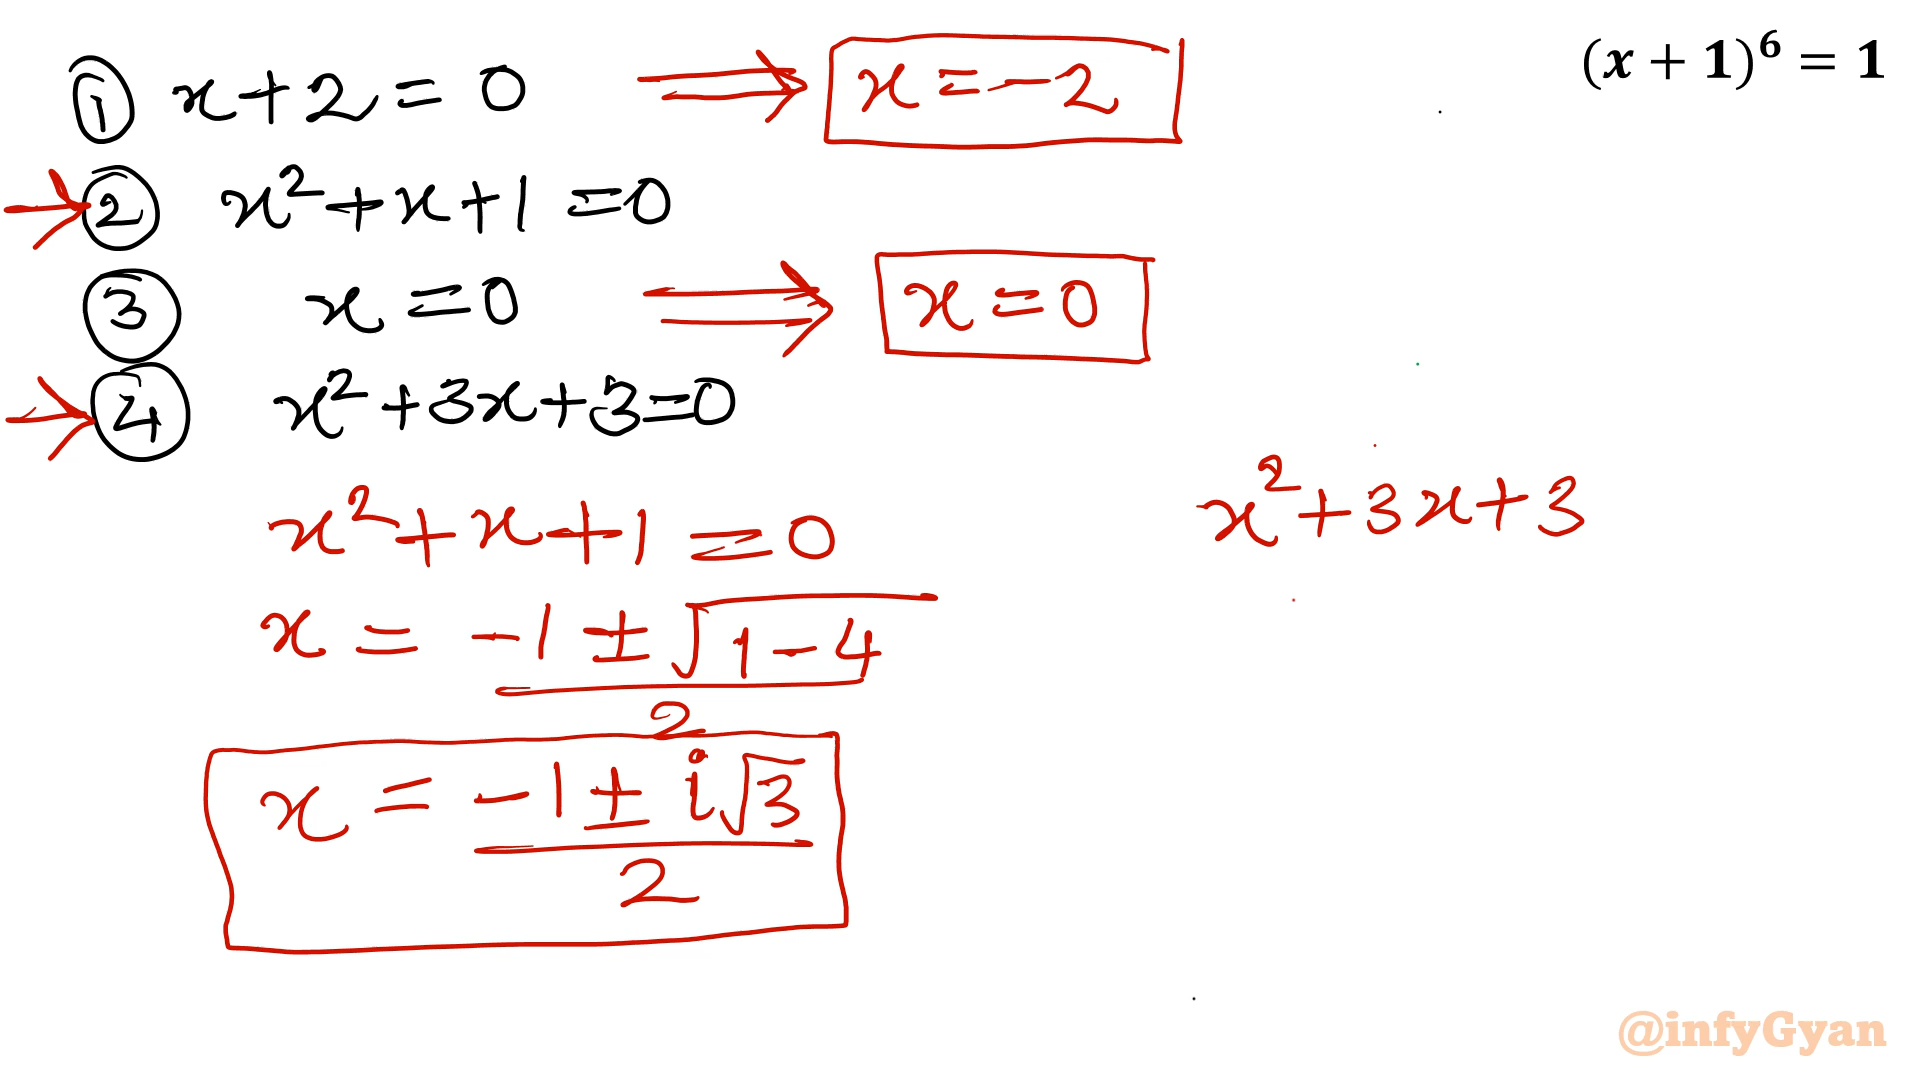 (x + 1)⁶ = 1
① x+2=0 ⟹ x=-2
→ ② x²+x+1=0
③ x=0 ⟹ x=0
→ ④ x²+3x+3=0
x²+x+1=0
x²+3x+3
x = (-1 ± √(1-4))/2
x = (-1 ± i√3)/2
@infyGyan